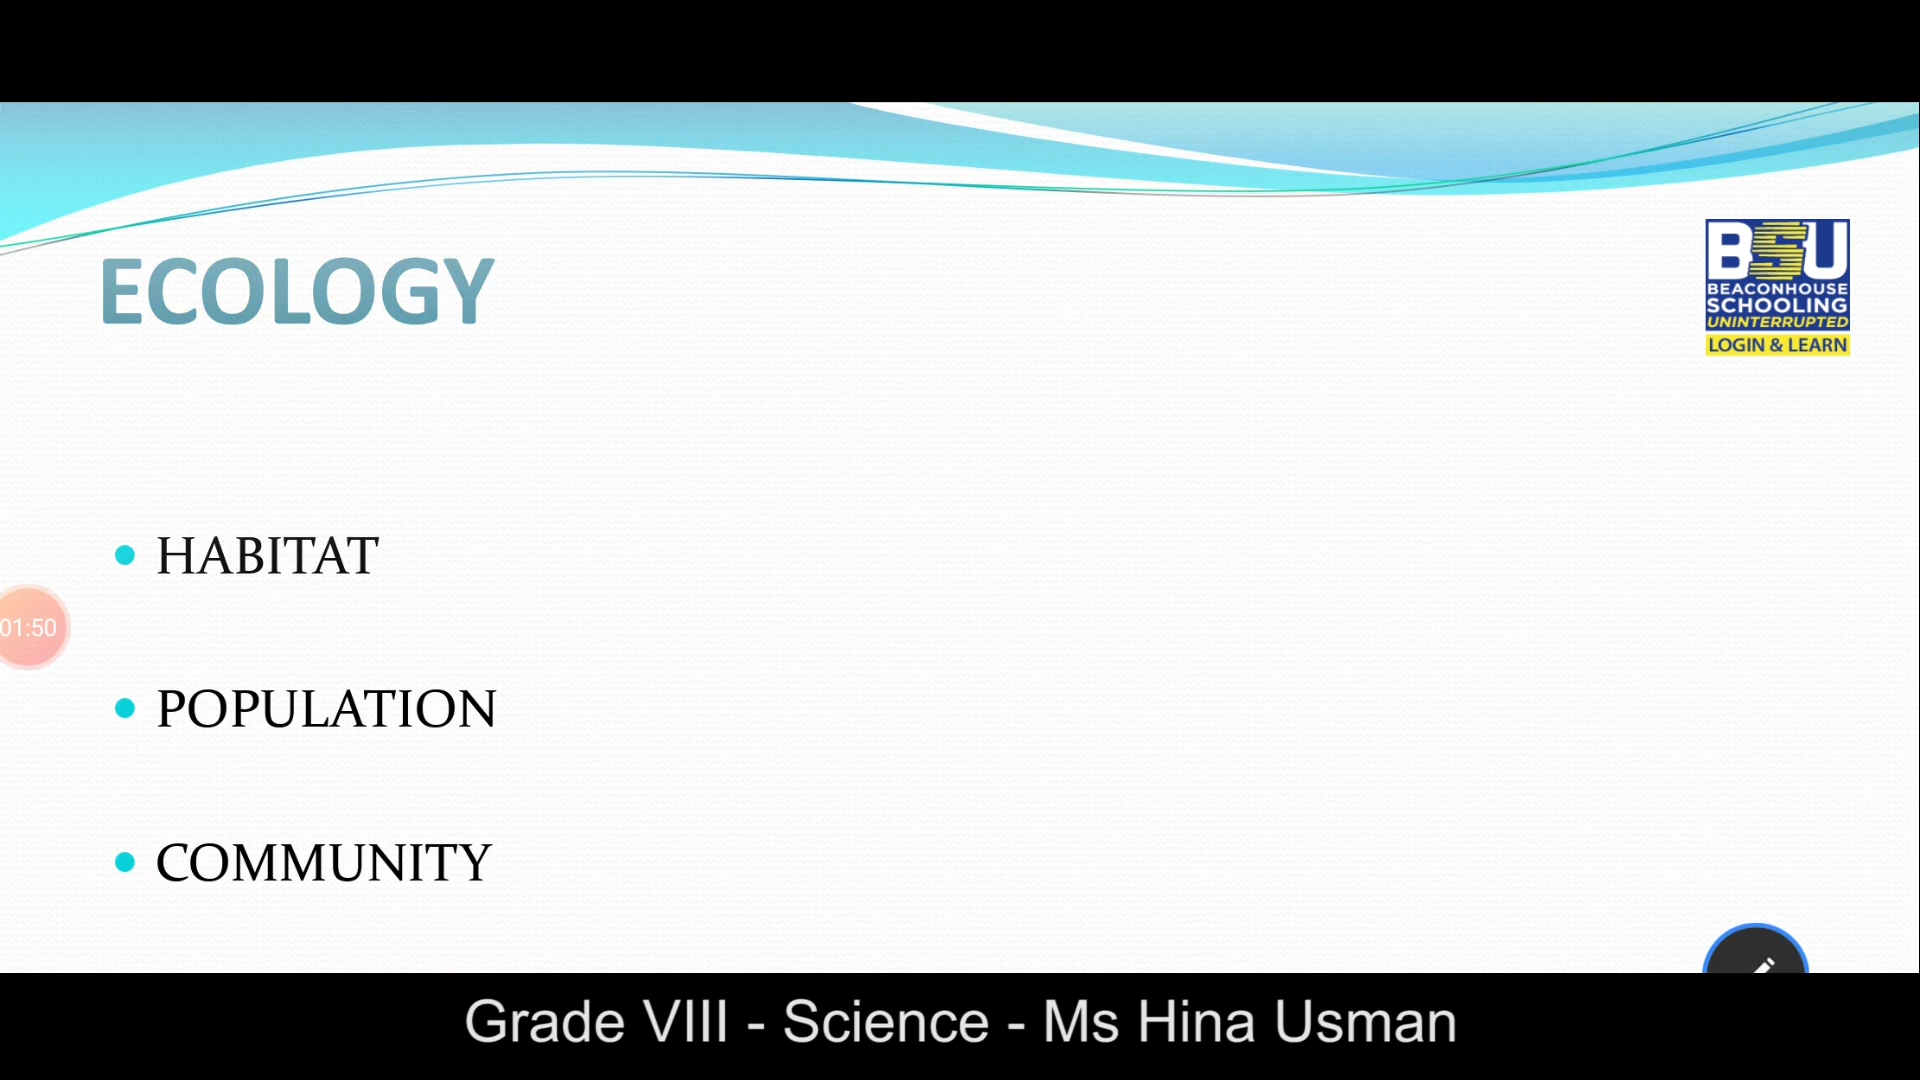 ECOLOGY
BSU
BEACONHOUSE
SCHOOLING
UNINTERRUPTED
LOGIN & LEARN
HABITAT
01:50
POPULATION
COMMUNITY
Grade VIII - Science - Ms Hina Usman